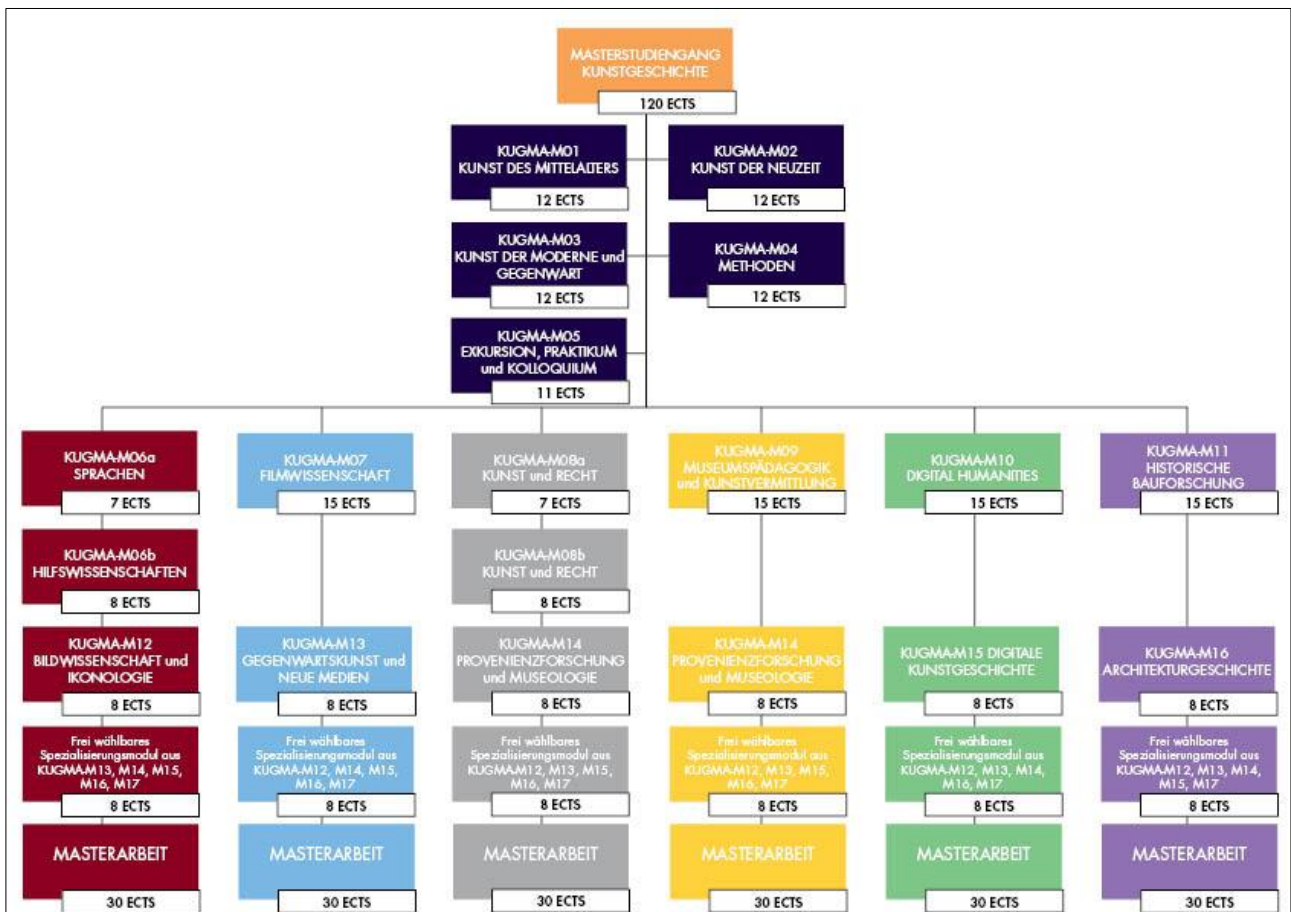 MASTERSTUDIENGANG
KUNSTGESCHICHTE
120 ECTS
KUGMA-M01
KUNST DES MITTELALTERS
12 ECTS
KUGMA-M02
KUNST DER NEUZEIT
12 ECTS
KUGMA-M03
KUNST DER MODERNE und
GEGENWART
12 ECTS
KUGMA-M04
METHODEN
12 ECTS
KUGMA-M05
EXKURSION, PRAKTIKUM
und KOLLOQUIUM
11 ECTS
KUGMA-M06a
SPRACHEN
7 ECTS
KUGMA-M07
FILMWISSENSCHAFT
15 ECTS
KUGMA-M08a
KUNST und RECHT
7 ECTS
KUGMA-M09
MUSEUMSPÄDAGOGIK
und KUNSTVERMITTLUNG
15 ECTS
KUGMA-M10
DIGITAL HUMANITIES
15 ECTS
KUGMA-M11
HISTORISCHE
BAUFORSCHUNG
15 ECTS
KUGMA-M06b
HILFSWISSENSCHAFTEN
8 ECTS
KUGMA-M08b
KUNST und RECHT
8 ECTS
KUGMA-M12
BILDWISSENSCHAFT und
IKONOLOGIE
8 ECTS
KUGMA-M13
GEGENWARTSKUNST und
NEUE MEDIEN
8 ECTS
KUGMA-M14
PROVENIENZFORSCHUNG
und MUSEOLOGIE
8 ECTS
KUGMA-M14
PROVENIENZFORSCHUNG
und MUSEOLOGIE
8 ECTS
KUGMA-M15 DIGITALE
KUNSTGESCHICHTE
8 ECTS
KUGMA-M16
ARCHITEKTURGESCHICHTE
8 ECTS
Frei wählbares
Spezialisierungsmodul aus
KUGMA-M13, M14, M15,
M16, M17
8 ECTS
Frei wählbares
Spezialisierungsmodul aus
KUGMA-M12, M14, M15,
M16, M17
8 ECTS
Frei wählbares
Spezialisierungsmodul aus
KUGMA-M12, M13, M15,
M16, M17
8 ECTS
Frei wählbares
Spezialisierungsmodul aus
KUGMA-M12, M13, M15,
M16, M17
8 ECTS
Frei wählbares
Spezialisierungsmodul aus
KUGMA-M12, M13, M14,
M16, M17
8 ECTS
Frei wählbares
Spezialisierungsmodul aus
KUGMA-M12, M13, M14,
M15, M17
8 ECTS
MASTERARBEIT
30 ECTS
MASTERARBEIT
30 ECTS
MASTERARBEIT
30 ECTS
MASTERARBEIT
30 ECTS
MASTERARBEIT
30 ECTS
MASTERARBEIT
30 ECTS